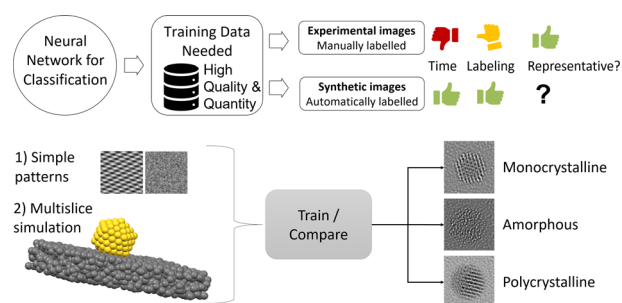 Neural
Network for
Classification
Training Data
Needed
High
Quality &
Quantity
Experimental images
Manually labelled
Synthetic images
Automatically labelled
Time Labeling Representative?
?
1) Simple
patterns
2) Multislice
simulation
Train /
Compare
Monocrystalline
Amorphous
Polycrystalline